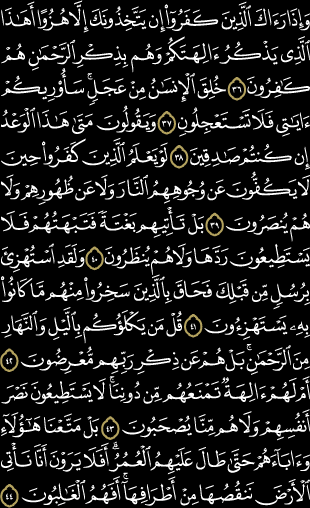 وَإِذَا رَءَاكَ ٱلَّذِينَ كَفَرُوٓا۟ إِن يَتَّخِذُونَكَ إِلَّا هُزُوًا أَهَٰذَا
ٱلَّذِى يَذْكُرُ ءَالِهَتَكُمْ وَهُم بِذِكْرِ ٱلرَّحْمَٰنِ هُمْ
كَٰفِرُونَ ٣٦ خُلِقَ ٱلْإِنسَٰنُ مِنْ عَجَلٍ ۚ سَأُو۟رِيكُمْ
ءَايَٰتِى فَلَا تَسْتَعْجِلُونِ ٣٧ وَيَقُولُونَ مَتَىٰ هَٰذَا ٱلْوَعْدُ
إِن كُنتُمْ صَٰدِقِينَ ٣٨ لَوْ يَعْلَمُ ٱلَّذِينَ كَفَرُوا۟ حِينَ
لَا يَكُفُّونَ عَن وُجُوهِهِمُ ٱلنَّارَ وَلَا عَن ظُهُورِهِمْ وَلَا
هُمْ يُنصَرُونَ ٣٩ بَلْ تَأْتِيهِم بَغْتَةً فَتَبْهَتُهُمْ فَلَا
يَسْتَطِيعُونَ رَدَّهَا وَلَا هُمْ يُنظَرُونَ ٤٠ وَلَقَدِ ٱسْتُهْزِئَ
بِرُسُلٍ مِّن قَبْلِكَ فَحَاقَ بِٱلَّذِينَ سَخِرُوا۟ مِنْهُم مَّا كَانُوا۟
بِهِۦ يَسْتَهْزِءُونَ ٤١ قُلْ مَن يَكْلَؤُكُم بِٱلَّيْلِ وَٱلنَّهَارِ
مِنَ ٱلرَّحْمَٰنِ ۗ بَلْ هُمْ عَن ذِكْرِ رَبِّهِم مُّعْرِضُونَ ٤٢
أَمْ لَهُمْ ءَالِهَةٌ تَمْنَعُهُم مِّن دُونِنَا ۚ لَا يَسْتَطِيعُونَ نَصْرَ
أَنفُسِهِمْ وَلَا هُم مِّنَّا يُصْحَبُونَ ٤٣ بَلْ مَتَّعْنَا هَٰٓؤُلَآءِ
وَءَابَآءَهُمْ حَتَّىٰ طَالَ عَلَيْهِمُ ٱلْعُمُرُ ۗ أَفَلَا يَرَوْنَ أَنَّا نَأْتِى
ٱلْأَرْضَ نَنقُصُهَا مِنْ أَطْرَافِهَآ ۚ أَفَهُمُ ٱلْغَٰلِبُونَ ٤٤